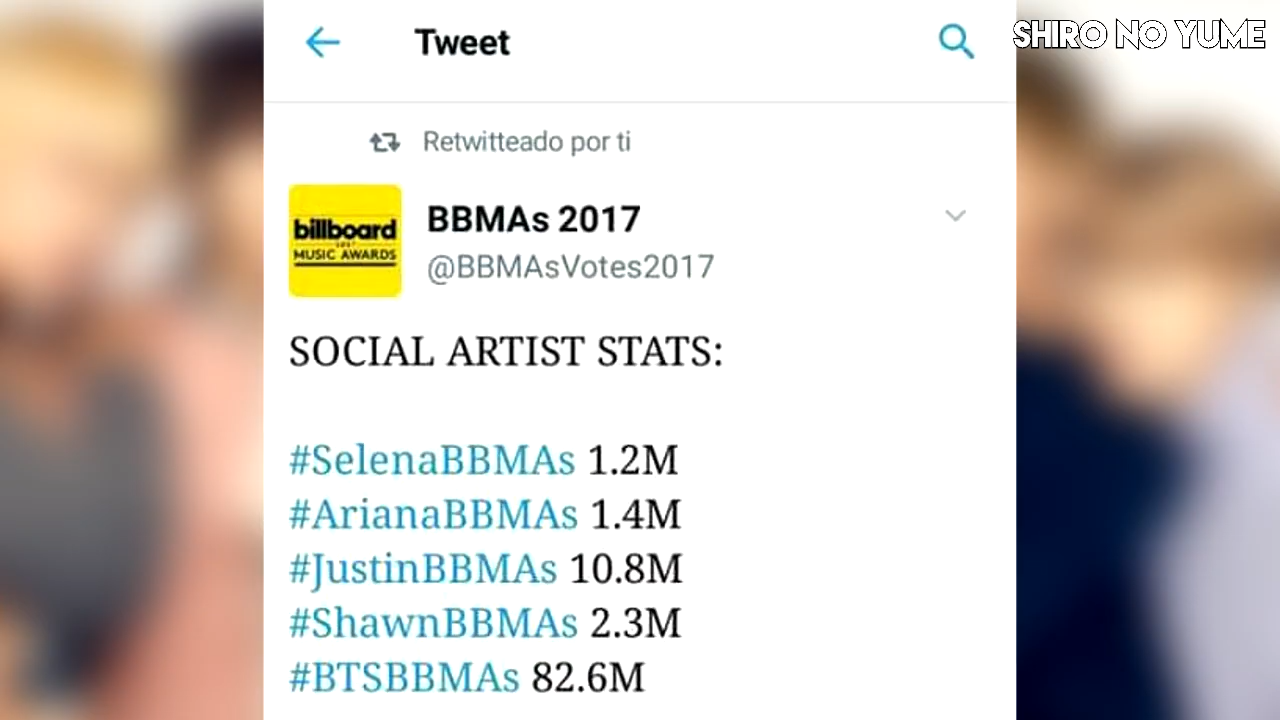 SHIRO NO YUME
Tweet
Retwitteado por ti
billboard
2017
MUSIC AWARDS
BBMAs 2017
@BBMAsVotes2017
SOCIAL ARTIST STATS:
#SelenaBBMAs 1.2M
#ArianaBBMAs 1.4M
#JustinBBMAs 10.8M
#ShawnBBMAs 2.3M
#BTSBBMAs 82.6M